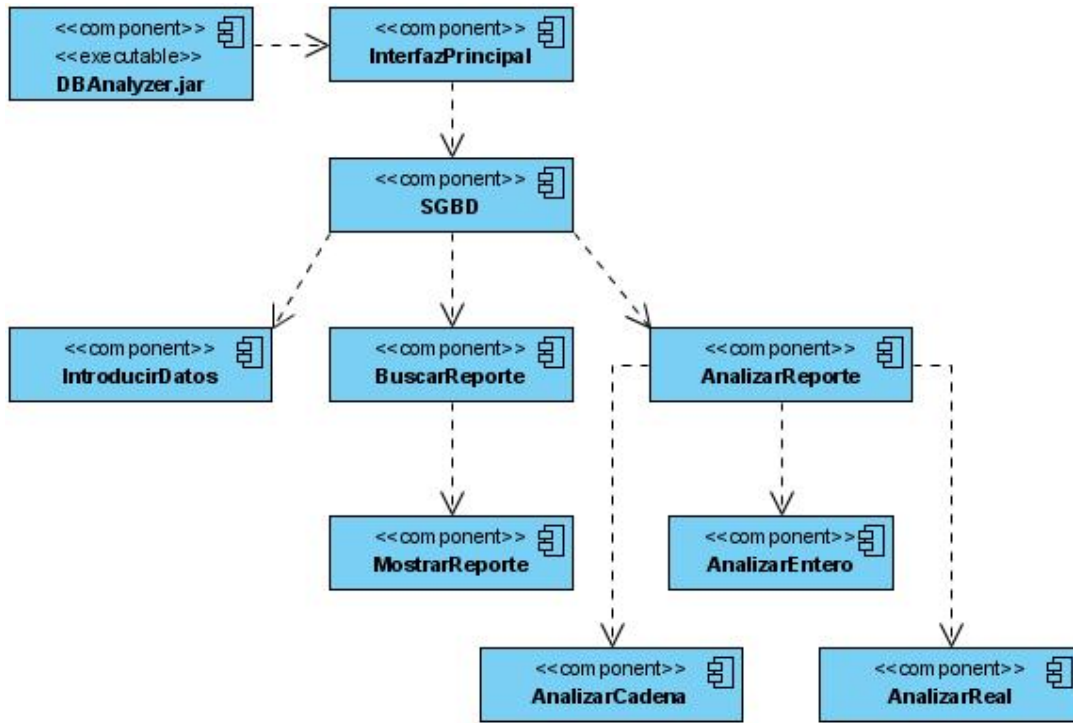 <<component>>
<<executable>>
DBAnalyzer.jar
<<component>>
InterfazPrincipal
<<component>>
SGBD
<<component>>
IntroducirDatos
<<component>>
BuscarReporte
<<component>>
AnalizarReporte
<<component>>
MostrarReporte
<<component>>
AnalizarEntero
<<component>>
AnalizarCadena
<<component>>
AnalizarReal